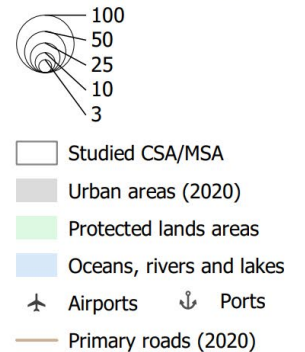 100
50
25
10
3
Studied CSA/MSA
Urban areas (2020)
Protected lands areas
Oceans, rivers and lakes
Airports Ports
Primary roads (2020)